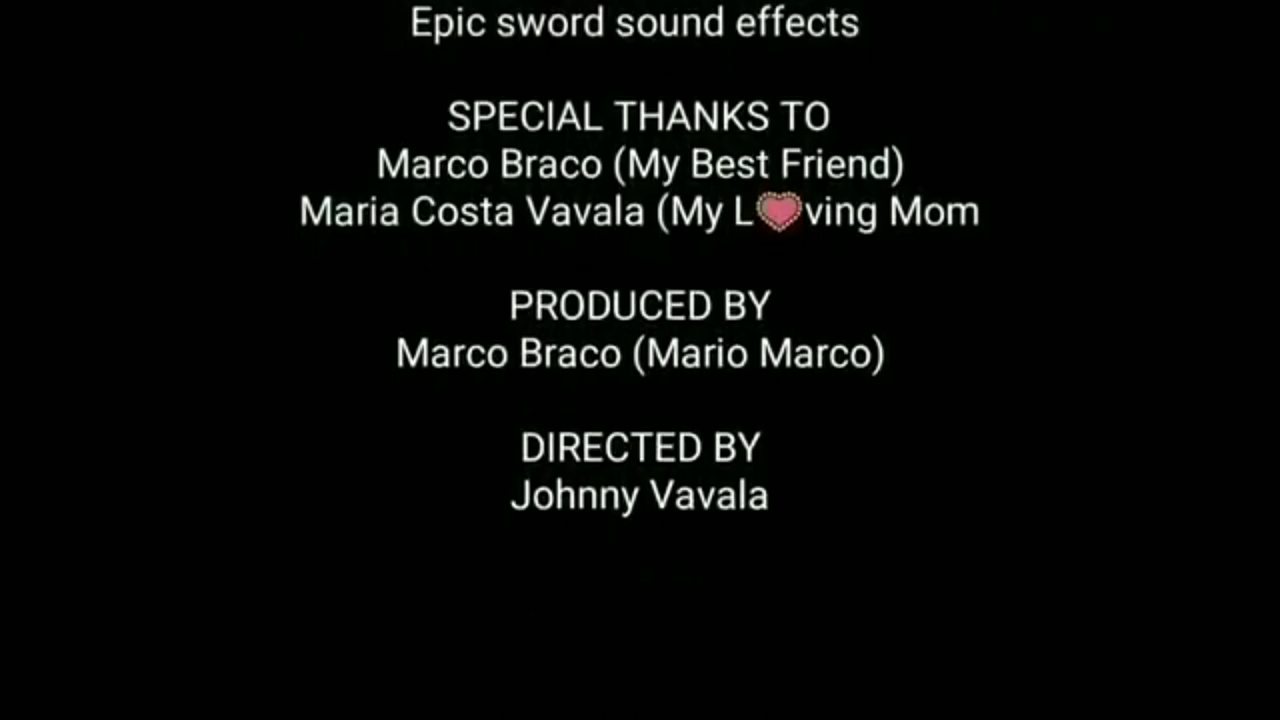 Epic sword sound effects
SPECIAL THANKS TO
Marco Braco (My Best Friend)
Maria Costa Vavala (My L💖ving Mom
PRODUCED BY
Marco Braco (Mario Marco)
DIRECTED BY
Johnny Vavala